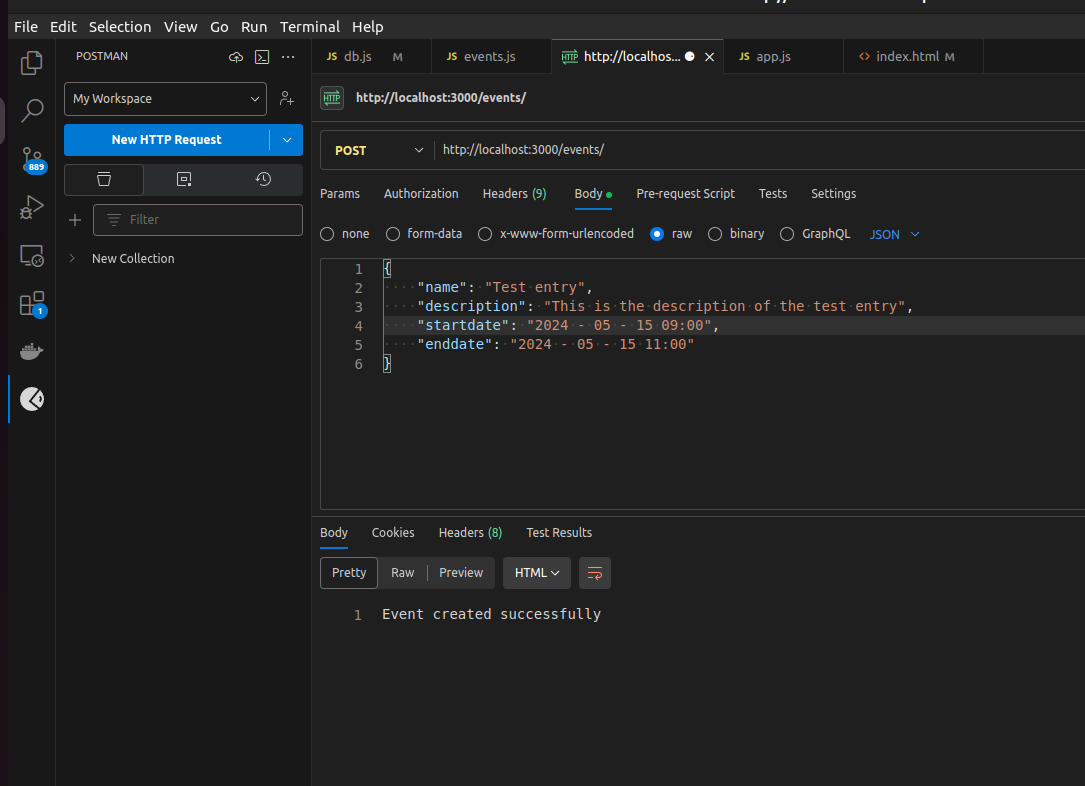 File Edit Selection View Go Run Terminal Help
POSTMAN
My Workspace
New HTTP Request
Filter
New Collection
889
1
JS db.js M
JS events.js
HTTP http://localhos...
JS app.js
<> index.html M
HTTP http://localhost:3000/events/
POST http://localhost:3000/events/
Params Authorization Headers (9) Body Pre-request Script Tests Settings
none form-data x-www-form-urlencoded raw binary GraphQL JSON
1 {
2 ····"name": "Test·entry",
3 ····"description": "This·is·the·description·of·the·test·entry",
4 ····"startdate": "2024·-·05·-·15·09:00",
5 ····"enddate": "2024·-·05·-·15·11:00"
6 }
Body Cookies Headers (8) Test Results
Pretty Raw Preview HTML
1 Event created successfully